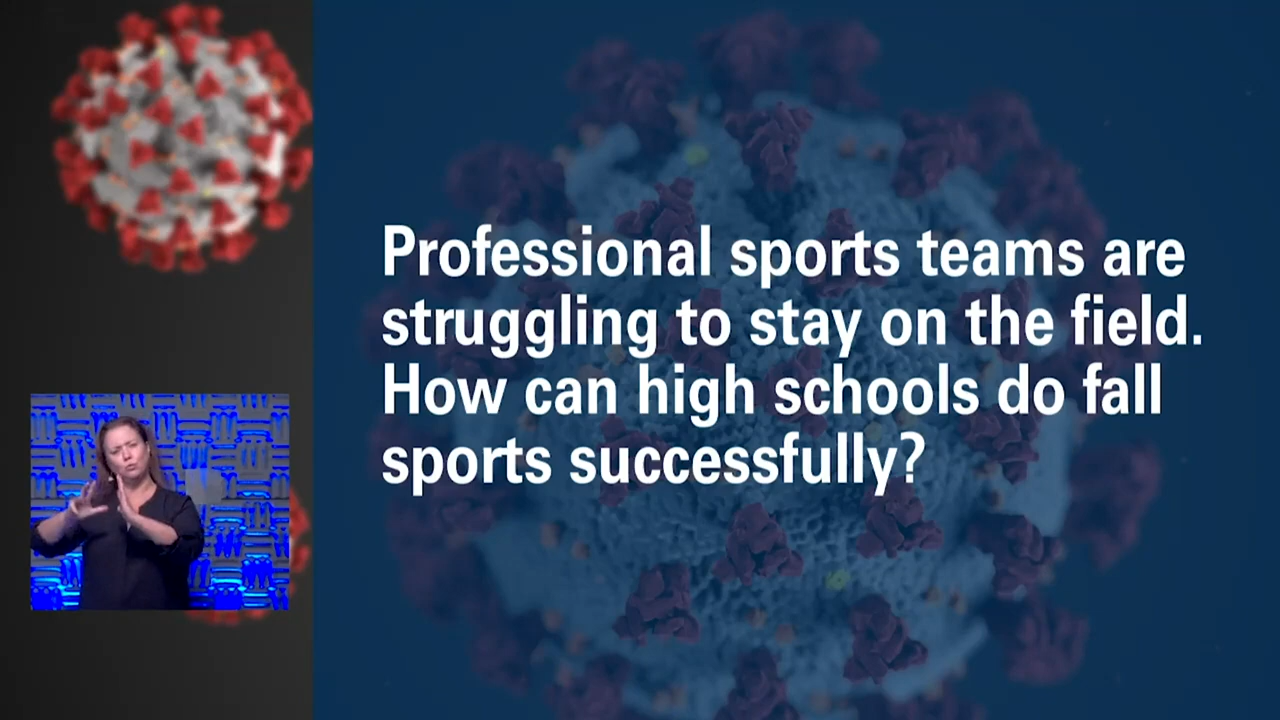 Professional sports teams are
struggling to stay on the field.
How can high schools do fall
sports successfully?